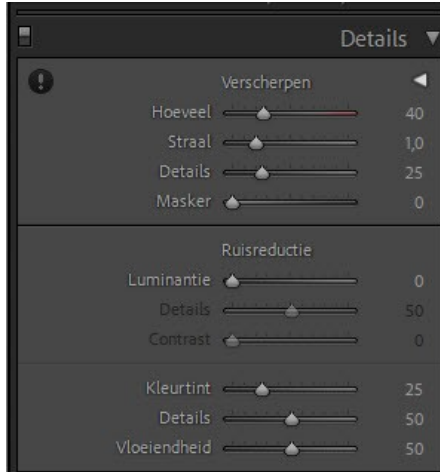 Details
Verscherpen
Hoeveel 40
Straal 1,0
Details 25
Masker 0
Ruisreductie
Luminantie 0
Details 50
Contrast 0
Kleurtint 25
Details 50
Vloeiendheid 50